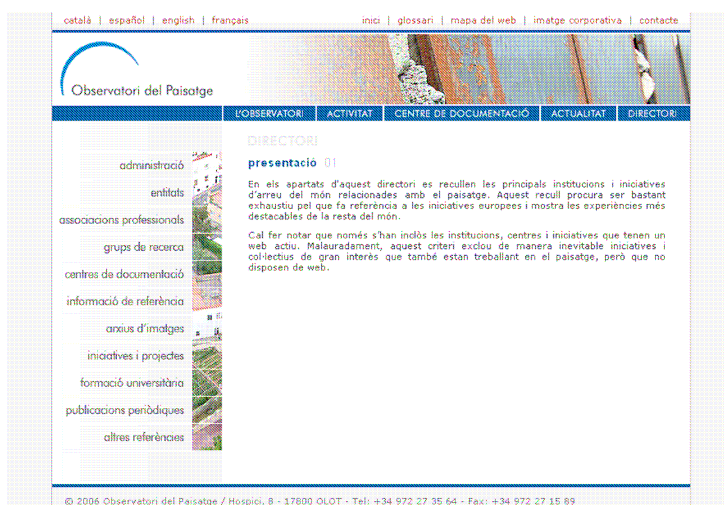 català | español | english | français
inici | glossari | mapa del web | imatge corporativa | contacte
Observatori del Paisatge
L'OBSERVATORI | ACTIVITAT | CENTRE DE DOCUMENTACIÓ | ACTUALITAT | DIRECTORI
DIRECTORI
presentació 01
En els apartats d'aquest directori es recullen les principals institucions i iniciatives
d'arreu del món relacionades amb el paisatge. Aquest recull procura ser bastant
exhaustiu pel que fa referència a les iniciatives europees i mostra les experiències més
destacables de la resta del món.
Cal fer notar que només s'han inclòs les institucions, centres i iniciatives que tenen un
web actiu. Malauradament, aquest criteri exclou de manera inevitable iniciatives i
col·lectius de gran interès que també estan treballant en el paisatge, però que no
disposen de web.
administració
entitats
associacions professionals
grups de recerca
centres de documentació
informació de referència
arxius d'imatges
iniciatives i projectes
formació universitària
publicacions periòdiques
altres referències
© 2006 Observatori del Paisatge / Hospici, 8 - 17800 OLOT - Tel: +34 972 27 35 64 - Fax: +34 972 27 15 89